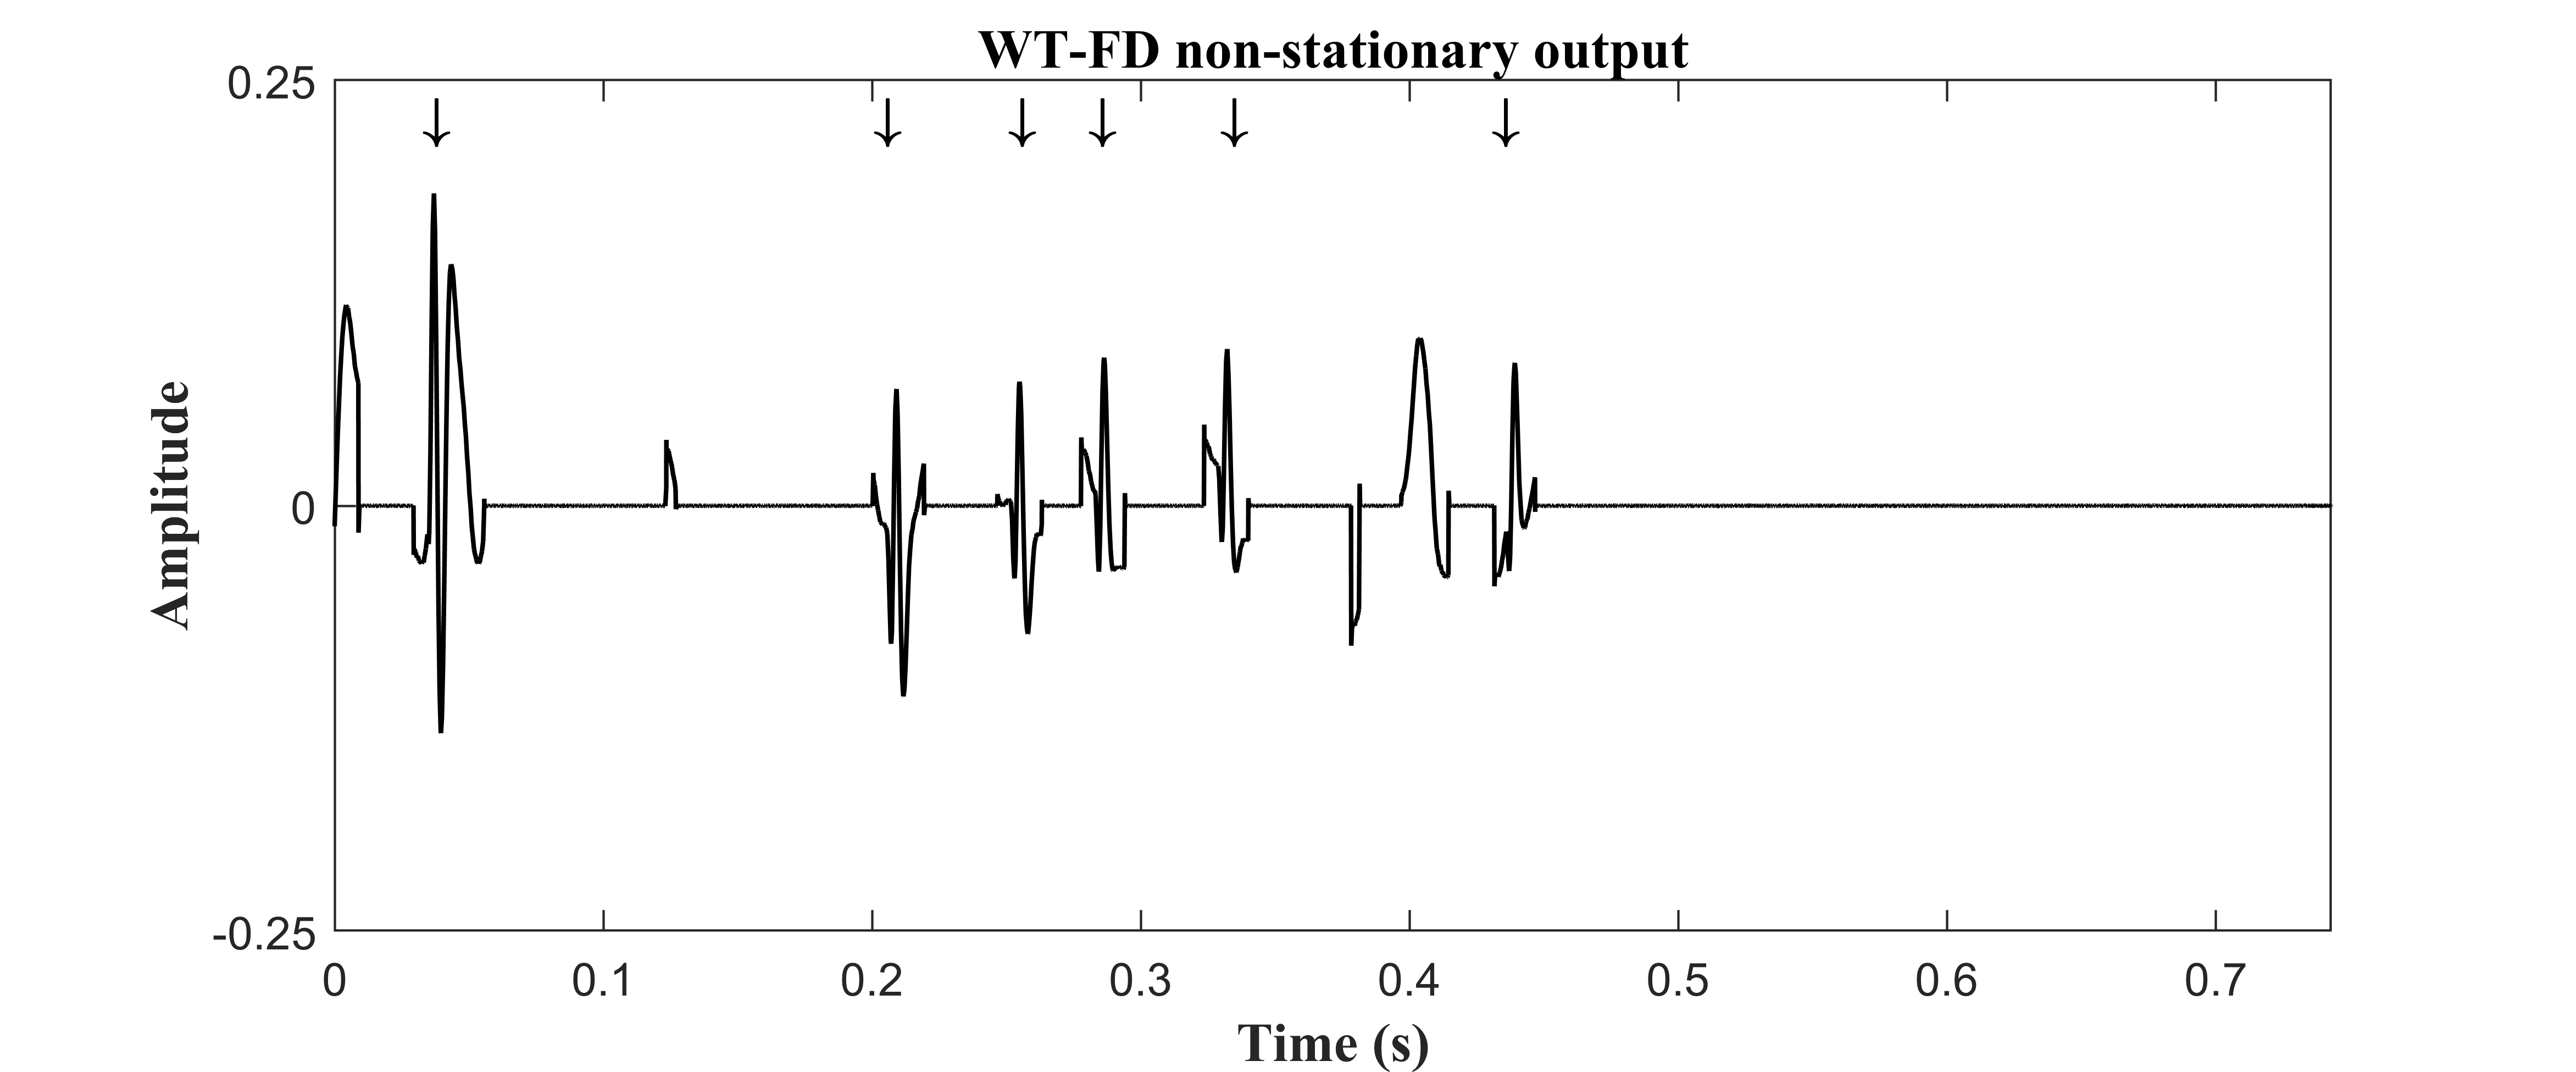 WT-FD non-stationary output
0.25
0
-0.25
Amplitude
0 0.1 0.2 0.3 0.4 0.5 0.6 0.7
Time (s)